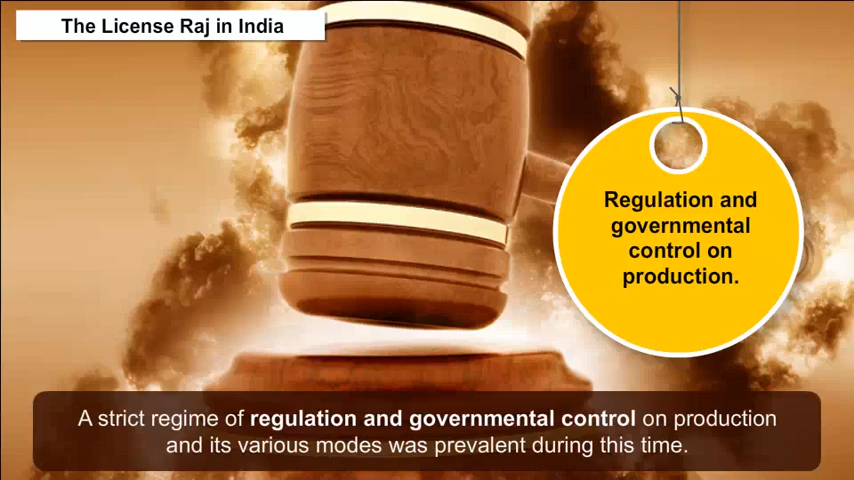 The License Raj in India
Regulation and
governmental
control on
production.
A strict regime of regulation and governmental control on production
and its various modes was prevalent during this time.